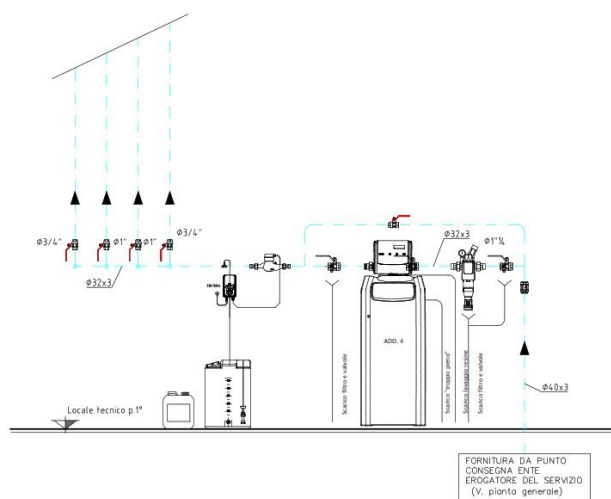 Ø3/4"
Ø1"
Ø1"
Ø3/4"
Ø32x3
Ø32x3
Ø1"¼
ADD. 4
Scarico filtro e valvole
Scarico "troppo pieno"
Scarico lavaggio resine
Scarico filtro e valvole
Ø40x3
Locale tecnico p.1°
FORNITURA DA PUNTO
CONSEGNA ENTE
EROGATORE DEL SERVIZIO
(V. pianta generale)